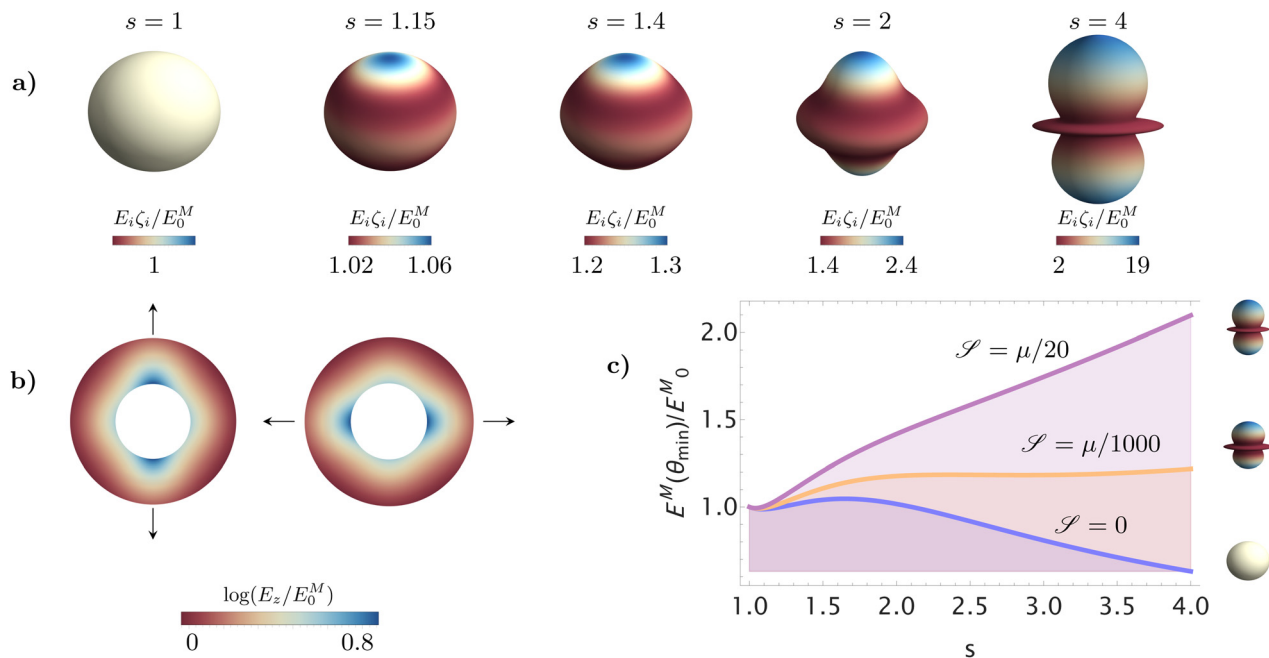 s = 1
s = 1.15
s = 1.4
s = 2
s = 4
a)
E_iζ_i/E_0^M
E_iζ_i/E_0^M
E_iζ_i/E_0^M
E_iζ_i/E_0^M
E_iζ_i/E_0^M
1
1.02 1.06
1.2 1.3
1.4 2.4
2 19
b)
log(E_z/E_0^M)
0 0.8
c)
E^M(θ_min)/E^M_0
2.0
1.5
1.0
𝒮 = μ/20
𝒮 = μ/1000
𝒮 = 0
1.0 1.5 2.0 2.5 3.0 3.5 4.0
s